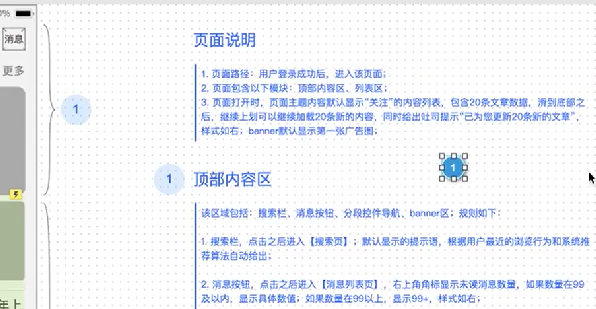 消息
更多
1
页面说明
1. 页面路径：用户登录成功后，进入该页面；
2. 页面包含以下模块：顶部内容区、列表区；
3. 页面打开时，页面主题内容默认显示“关注”的内容列表，包含20条文章数据，滑到底部之
后，继续上划可以继续加载20条新的内容，同时给出吐司提示“已为您更新20条新的文章”，
样式如右；banner默认显示第一张广告图；
1
1
顶部内容区
该区域包括：搜索栏、消息按钮、分段控件导航、banner区；规则如下：
1. 搜索栏，点击之后进入【搜索页】；默认显示的提示语，根据用户最近的浏览行为和系统推
荐算法自动给出；
2. 消息按钮，点击之后进入【消息列表页】，右上角角标显示未读消息数量，如果数量在99
及以内，显示具体数值；如果数量在99以上，显示99+，样式如右；
年上